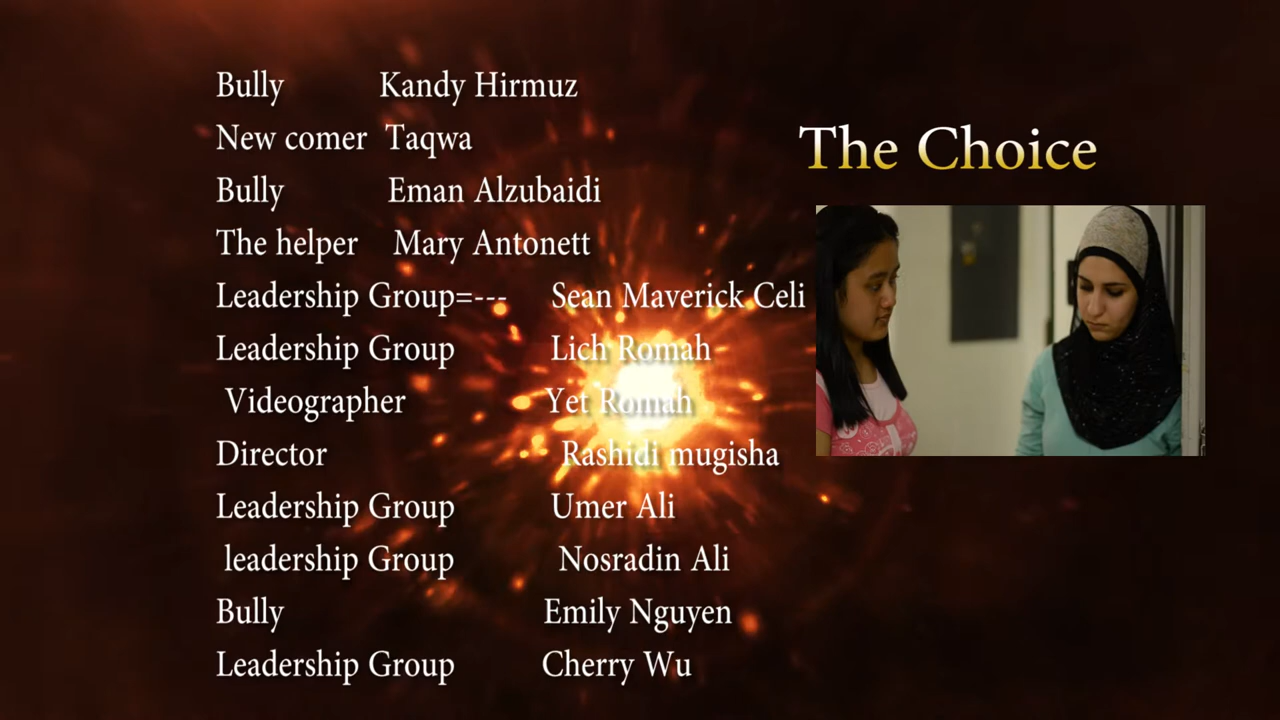 Bully Kandy Hirmuz
New comer Taqwa
Bully Eman Alzubaidi
The helper Mary Antonett
Leadership Group=--- Sean Maverick Celi
Leadership Group Lich Romah
Videographer Yet Romah
Director Rashidi mugisha
Leadership Group Umer Ali
leadership Group Nosradin Ali
Bully Emily Nguyen
Leadership Group Cherry Wu
The Choice